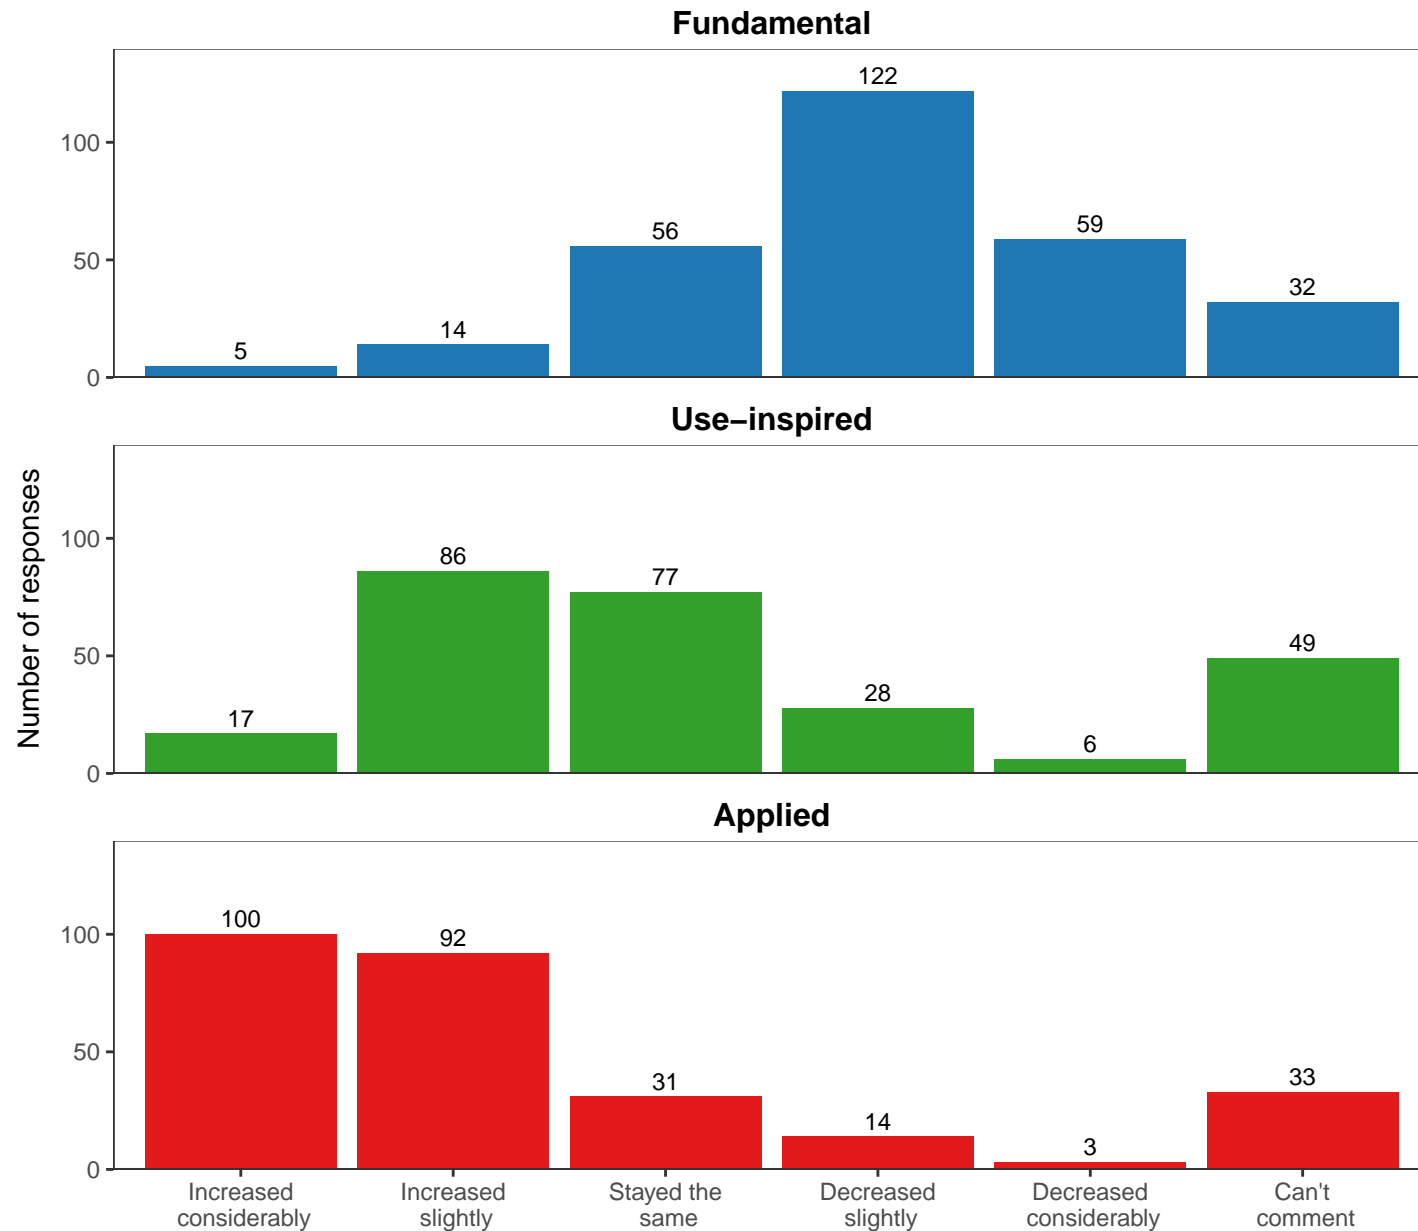 Fundamental
122
100
56
59
50
32
14
5
0
Use−inspired
Number of responses
100
86
77
50
49
28
17
6
0
Applied
100
100
92
50
31
33
14
3
0
Increased
considerably
Increased
slightly
Stayed the
same
Decreased
slightly
Decreased
considerably
Can't
comment